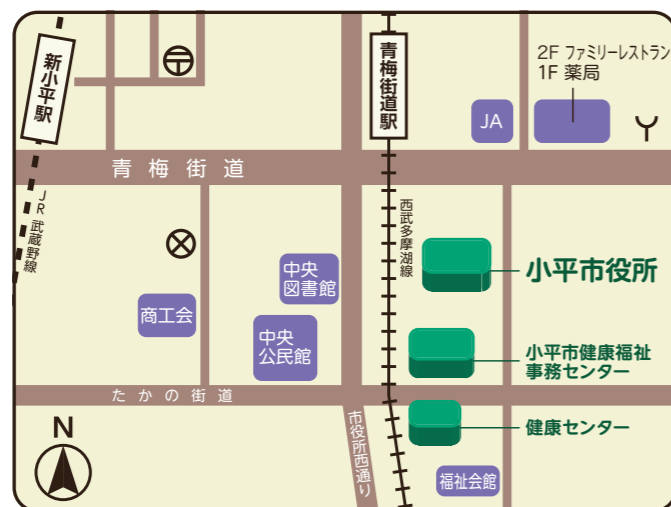 新小平駅
青梅街道駅
2F ファミリーレストラン
1F 薬局
JA
青梅街道
JR 武蔵野線
西武多摩湖線
中央
図書館
小平市役所
商工会
中央
公民館
小平市健康福祉
事務センター
たかの街道
市役所西通り
健康センター
N
福祉会館